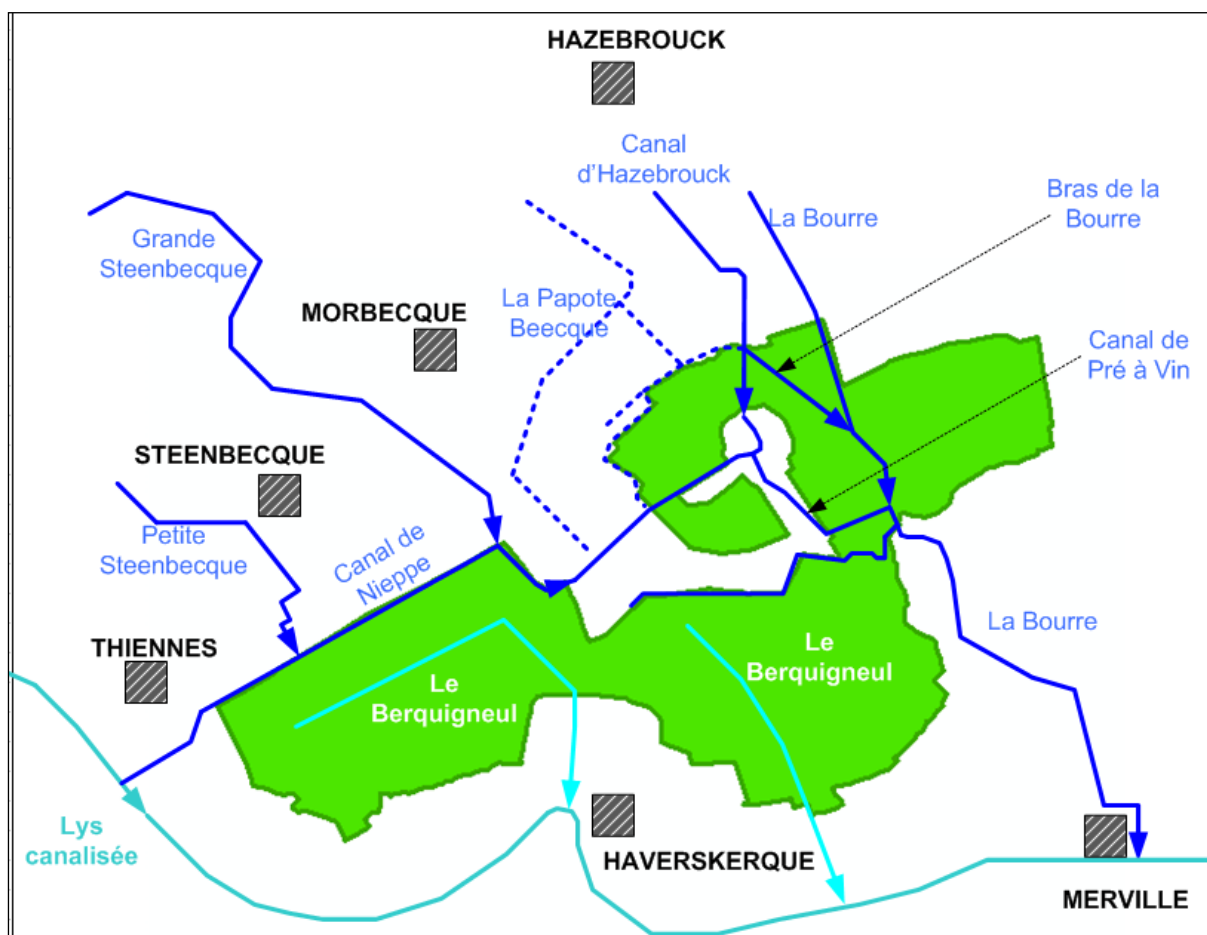 HAZEBROUCK
Canal
d'Hazebrouck
Bras de la
Bourre
La Bourre
Grande
Steenbecque
La Papote
Beecque
MORBECQUE
Canal de
Pré à Vin
STEENBECQUE
Petite
Steenbecque
Canal de
Nieppe
La Bourre
THIENNES
Le
Berquigneul
Le
Berquigneul
Lys
canalisée
HAVERSKERQUE
MERVILLE